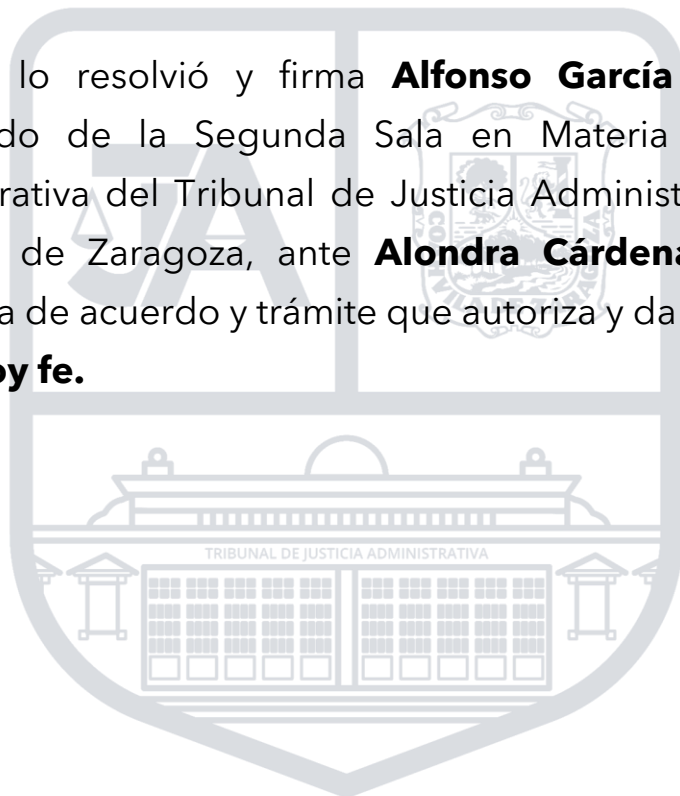 lo resolvió y firma Alfonso García
do de la Segunda Sala en Materia
rativa del Tribunal de Justicia Administ
de Zaragoza, ante Alondra Cárdena
a de acuerdo y trámite que autoriza y da
oy fe.
TRIBUNAL DE JUSTICIA ADMINISTRATIVA